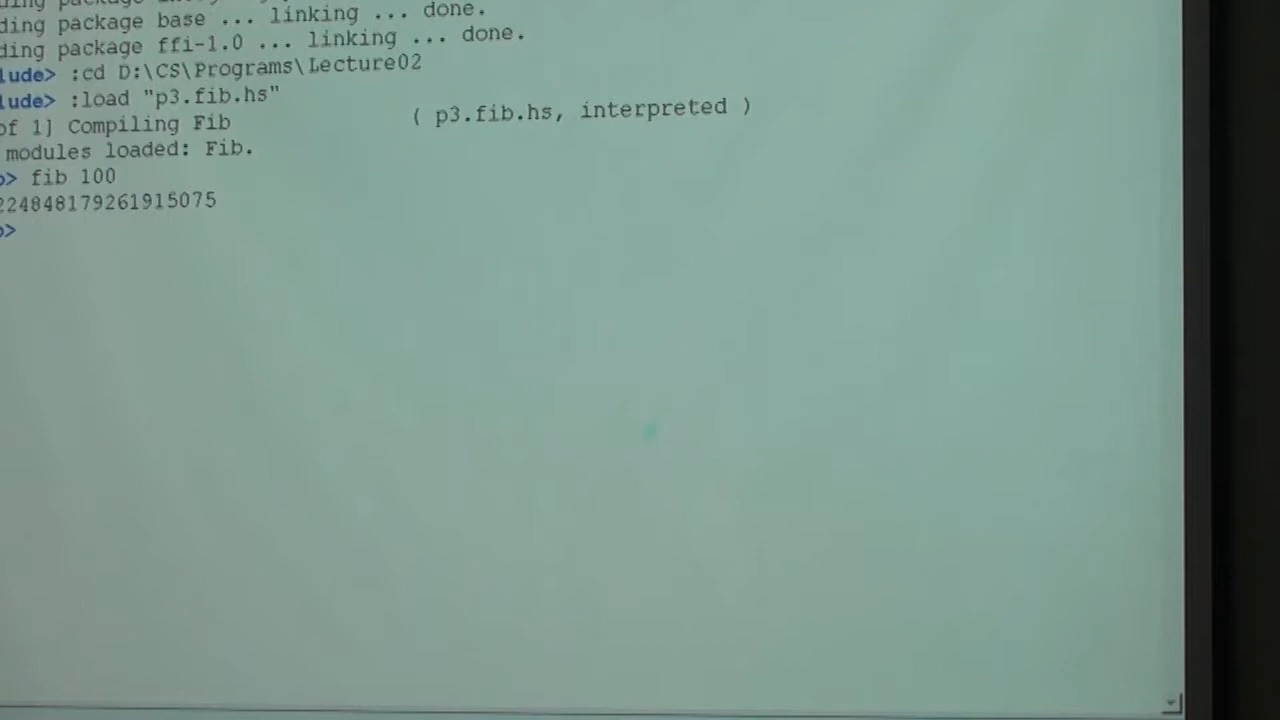 ding package base ... linking ... done.
ding package ffi-1.0 ... linking ... done.
lude> :cd D:\CS\Programs\Lecture02
lude> :load "p3.fib.hs"
of 1] Compiling Fib ( p3.fib.hs, interpreted )
modules loaded: Fib.
> fib 100
224848179261915075
>